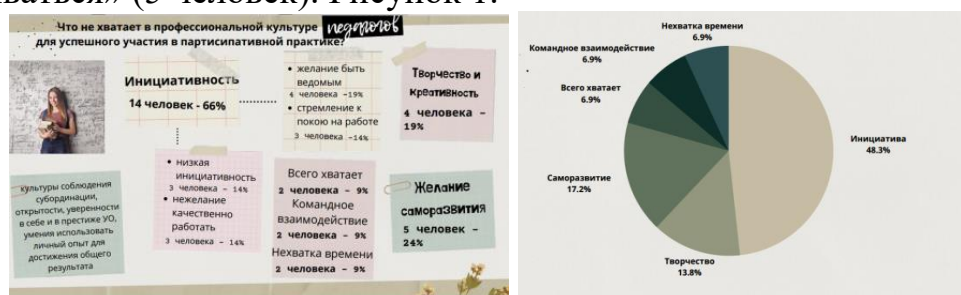 ваться» (5 человек). Рисунок 1.
Что не хватает в профессиональной культуре педагогов
для успешного участия в партисипативной практике?
Инициативность
14 человек - 66%
• желание быть
ведомым
4 человека -19%
• стремление к
покою на работе
3 человека -14%
Творчество и
креативность
4 человека -
19%
культуры соблюдения
субординации,
открытости, уверенности
в себе и в престиже УО,
умения использовать
личный опыт для
достижения общего
результата
• низкая
инициативность
3 человека - 14%
• нежелание
качественно
работать
3 человека - 14%
Всего хватает
2 человека - 9%
Командное
взаимодействие
2 человека - 9%
Нехватка времени
2 человека - 9%
Желание
саморазвития
5 человек -
24%
Нехватка времени
6.9%
Командное взаимодействие
6.9%
Всего хватает
6.9%
Саморазвитие
17.2%
Творчество
13.8%
Инициатива
48.3%